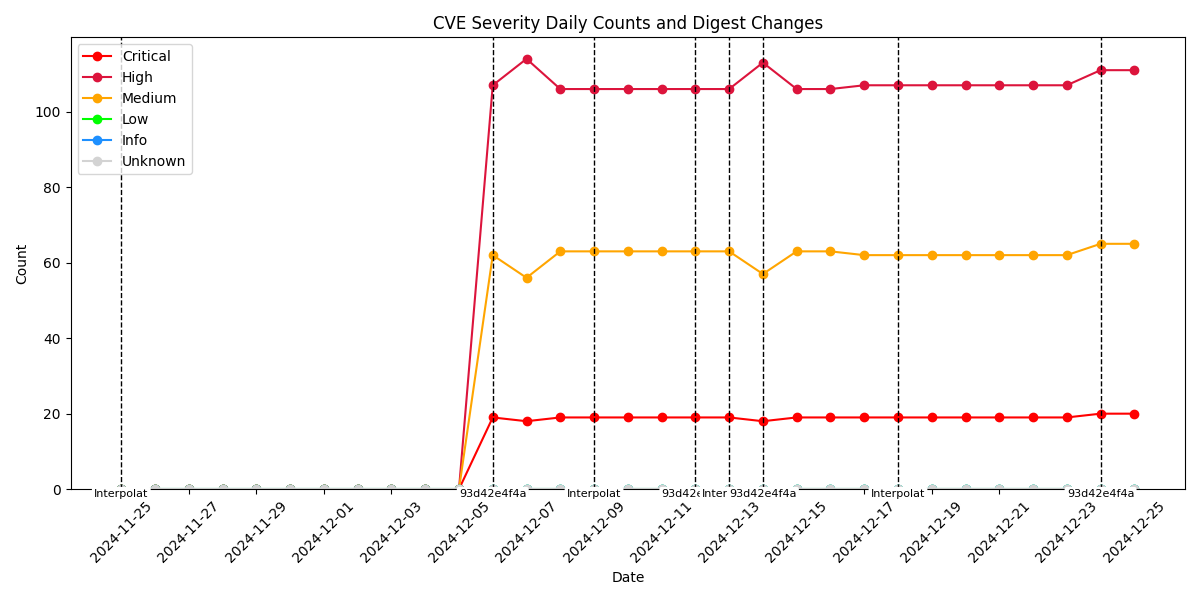 CVE Severity Daily Counts and Digest Changes
Critical
High
Medium
Low
Info
Unknown
Count
100
80
60
40
20
0
Interpolat
93d42e4f4a
Interpolat
93d42
Inter
93d42e4f4a
Interpolat
93d42e4f4a
2024-11-25
2024-11-27
2024-11-29
2024-12-01
2024-12-03
2024-12-05
2024-12-07
2024-12-09
2024-12-11
2024-12-13
2024-12-15
2024-12-17
2024-12-19
2024-12-21
2024-12-23
2024-12-25
Date